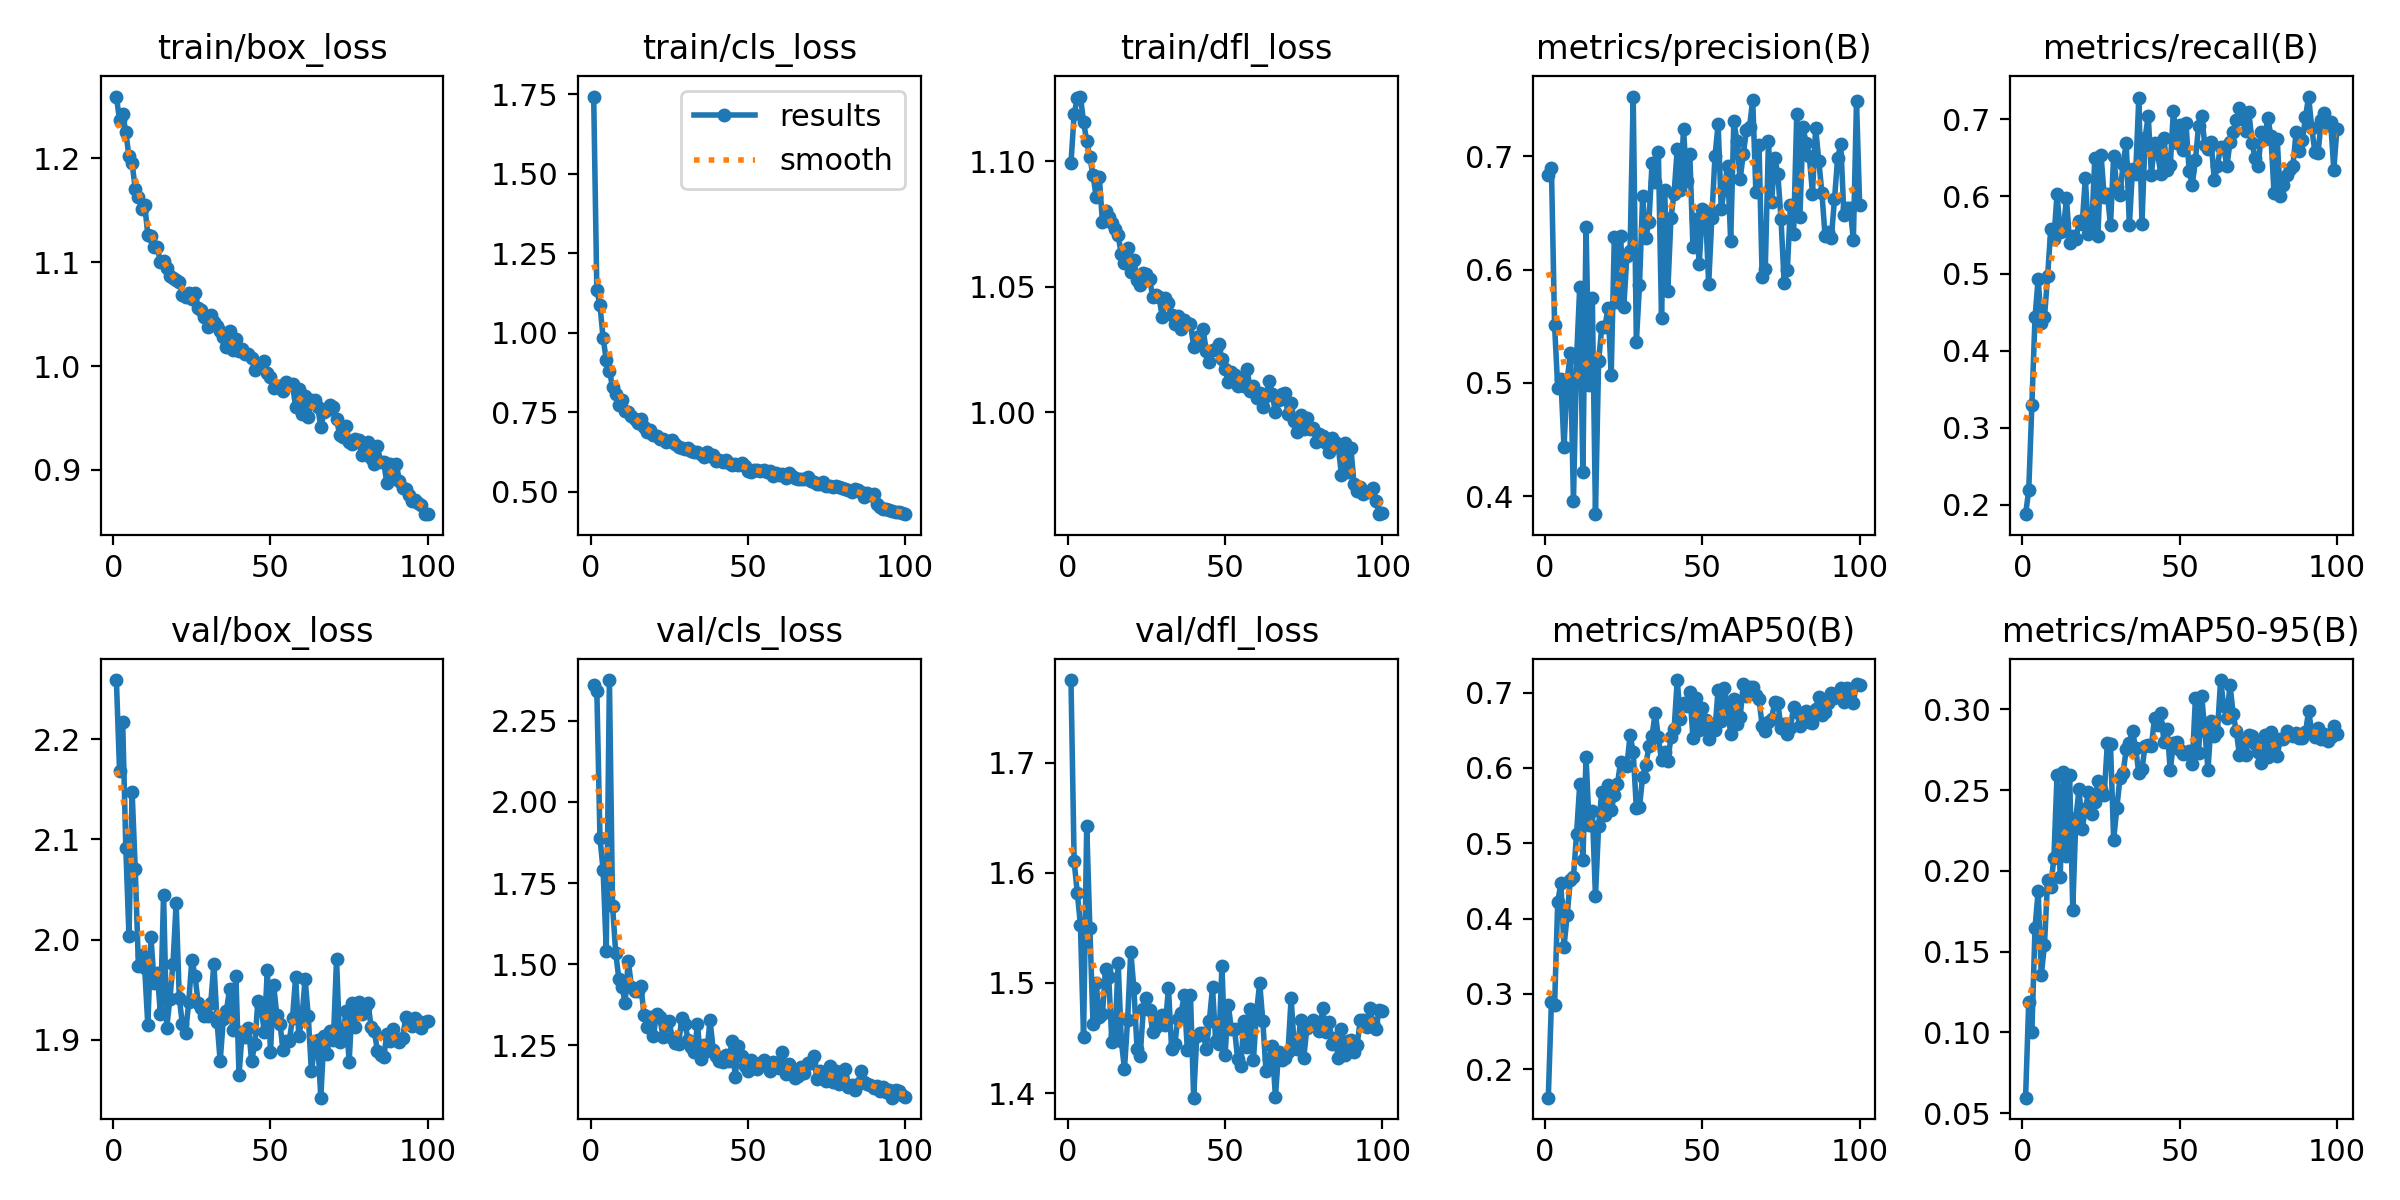 train/box_loss
1.2
1.1
1.0
0.9
0 50 100
train/cls_loss
1.75
1.50
1.25
1.00
0.75
0.50
results
smooth
0 50 100
train/dfl_loss
1.10
1.05
1.00
0 50 100
metrics/precision(B)
0.7
0.6
0.5
0.4
0 50 100
metrics/recall(B)
0.7
0.6
0.5
0.4
0.3
0.2
0 50 100
val/box_loss
2.2
2.1
2.0
1.9
0 50 100
val/cls_loss
2.25
2.00
1.75
1.50
1.25
0 50 100
val/dfl_loss
1.7
1.6
1.5
1.4
0 50 100
metrics/mAP50(B)
0.7
0.6
0.5
0.4
0.3
0.2
0 50 100
metrics/mAP50-95(B)
0.30
0.25
0.20
0.15
0.10
0.05
0 50 100